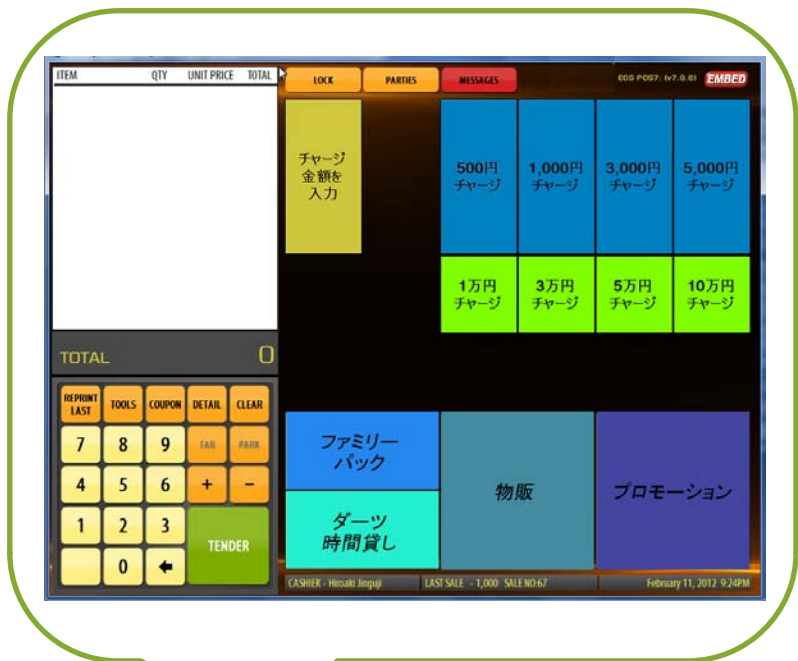 ITEM QTY UNIT PRICE TOTAL
LOCK PARTIES MESSAGES EOS POS7: (v7.0.8) EMBED
チャージ
金額を
入力
500円
チャージ
1,000円
チャージ
3,000円
チャージ
5,000円
チャージ
1万円
チャージ
3万円
チャージ
5万円
チャージ
10万円
チャージ
TOTAL 0
REPRINT
LAST
TOOLS COUPON DETAIL CLEAR
7 8 9 TAB PARK
4 5 6 + -
1 2 3
TENDER
0 ←
ファミリー
パック
ダーツ
時間貸し
物販
プロモーション
CASHIER - Hiroaki Jinguji LAST SALE - 1,000 SALE NO:67 February 11, 2012 9:24PM